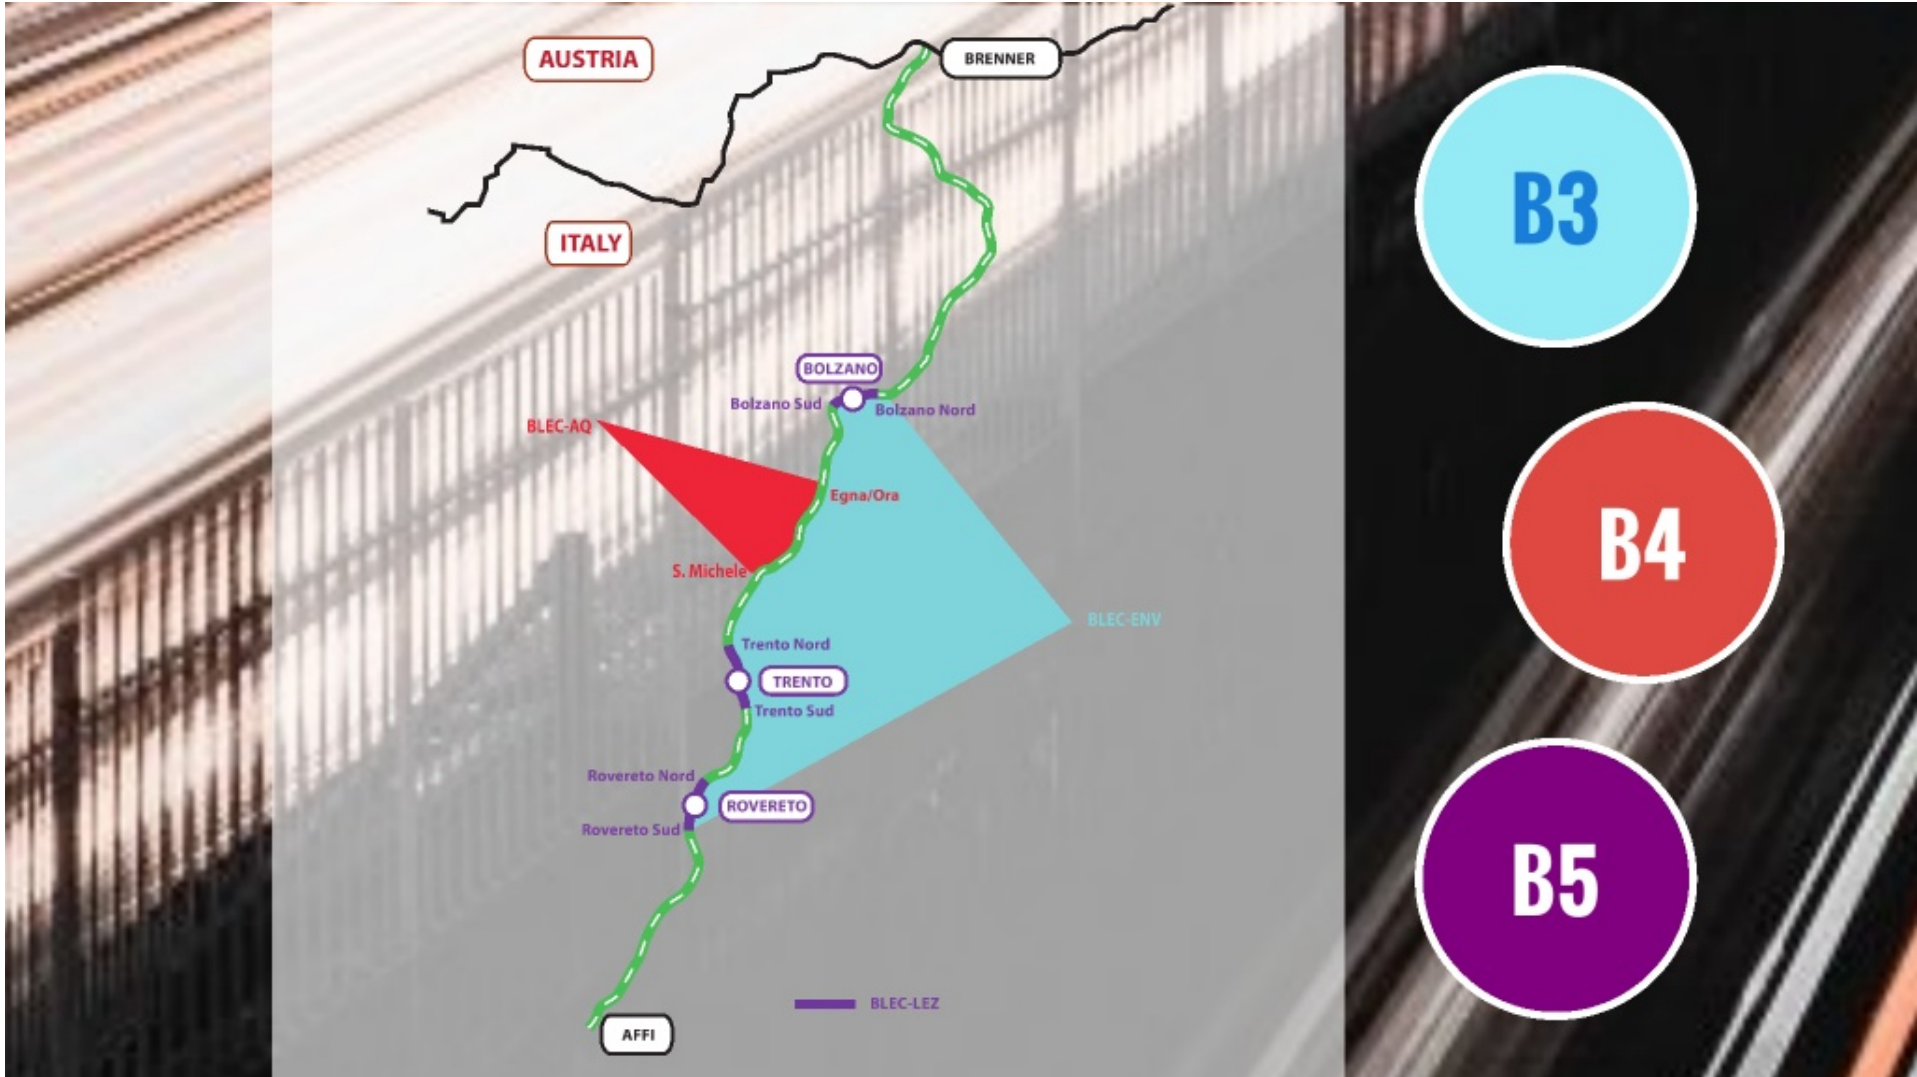 AUSTRIA
BRENNER
ITALY
BOLZANO
Bolzano Sud
Bolzano Nord
BLEC-AQ
Egna/Ora
S. Michele
BLEC-ENV
Trento Nord
TRENTO
Trento Sud
Rovereto Nord
ROVERETO
Rovereto Sud
BLEC-LEZ
AFFI
B3
B4
B5